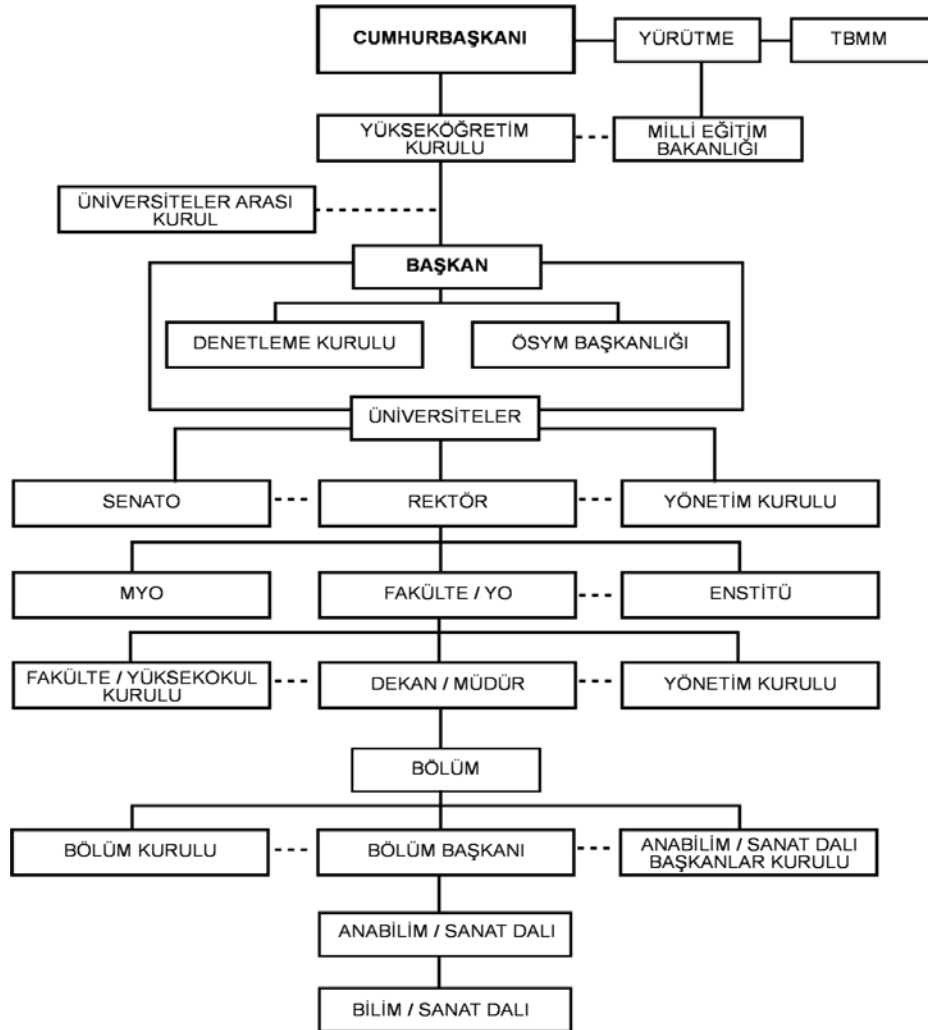 CUMHURBAŞKANI
YÜRÜTME
TBMM
YÜKSEKÖĞRETİM
KURULU
MİLLİ EĞİTİM
BAKANLIĞI
ÜNİVERSİTELER ARASI
KURUL
BAŞKAN
DENETLEME KURULU
ÖSYM BAŞKANLIĞI
ÜNİVERSİTELER
SENATO
REKTÖR
YÖNETİM KURULU
MYO
FAKÜLTE / YO
ENSTİTÜ
FAKÜLTE / YÜKSEKOKUL
KURULU
DEKAN / MÜDÜR
YÖNETİM KURULU
BÖLÜM
BÖLÜM KURULU
BÖLÜM BAŞKANI
ANABİLİM / SANAT DALI
BAŞKANLAR KURULU
ANABİLİM / SANAT DALI
BİLİM / SANAT DALI